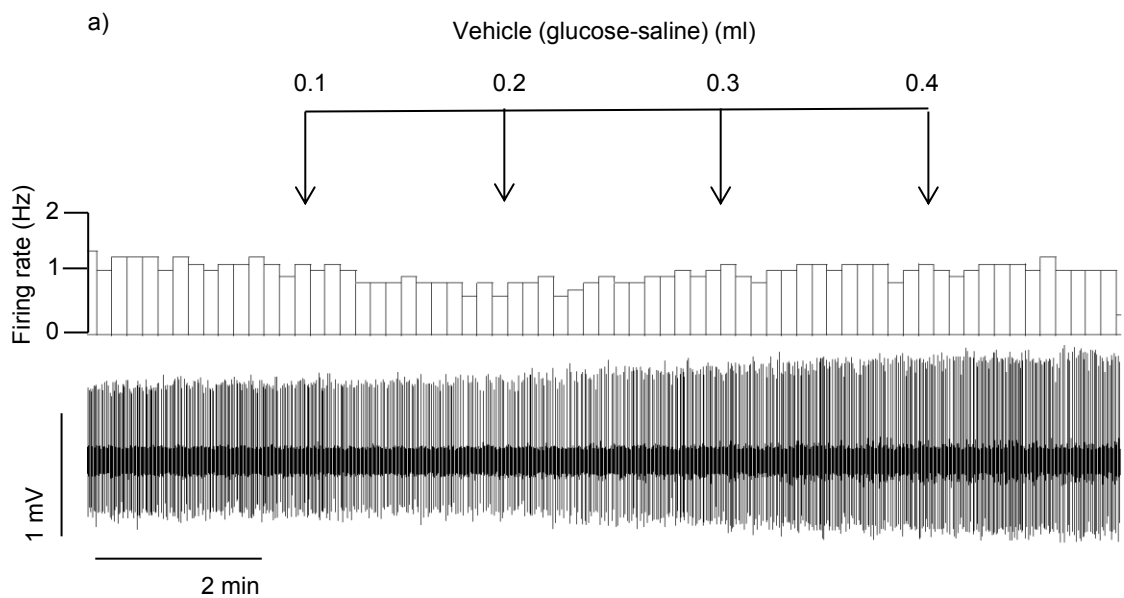 a)
Vehicle (glucose-saline) (ml)
0.1 0.2 0.3 0.4
Firing rate (Hz)
2
1
0
1 mV
2 min